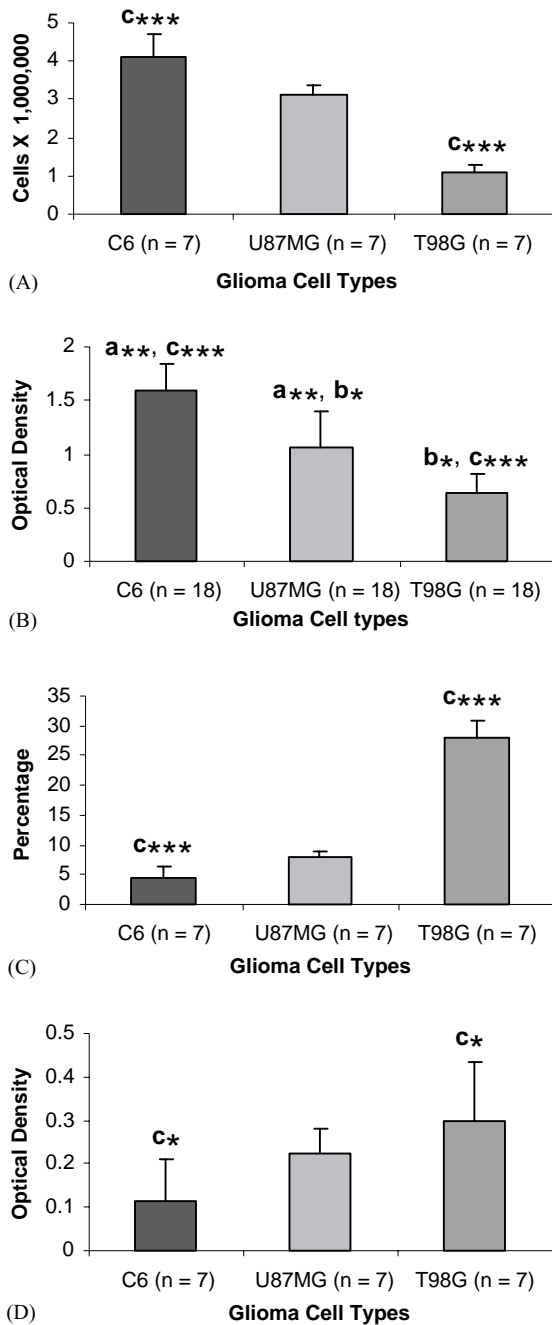 c***
c***
5
4
3
2
1
0
Cells X 1,000,000
C6 (n = 7) U87MG (n = 7) T98G (n = 7)
(A) Glioma Cell Types
a**, c***
a**, b*
b*, c***
2
1.5
1
0.5
0
Optical Density
C6 (n = 18) U87MG (n = 18) T98G (n = 18)
(B) Glioma Cell types
c***
c***
35
30
25
20
15
10
5
0
Percentage
C6 (n = 7) U87MG (n = 7) T98G (n = 7)
(C) Glioma Cell Types
c*
c*
0.5
0.4
0.3
0.2
0.1
0
Optical Density
C6 (n = 7) U87MG (n = 7) T98G (n = 7)
(D) Glioma Cell Types